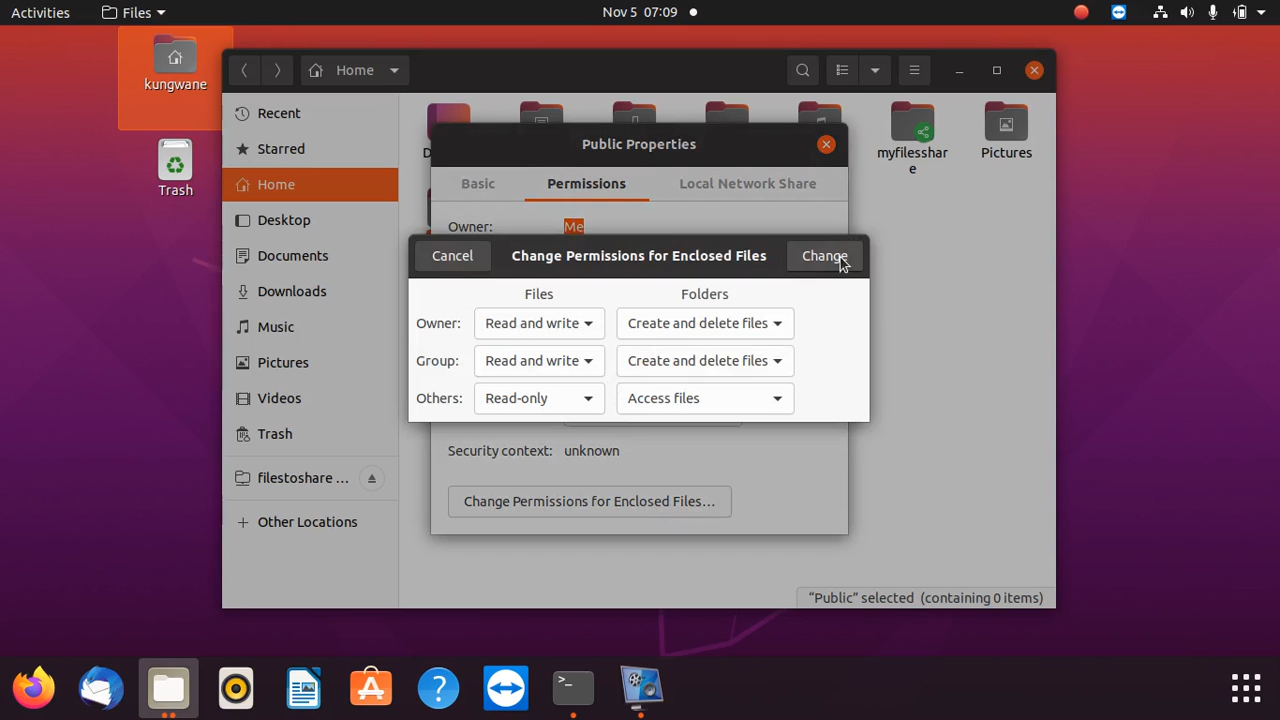 Activities
Files
Nov 5 07:09
kungwane
Trash
Home
Recent
Starred
Home
Desktop
Documents
Downloads
Music
Pictures
Videos
Trash
filestoshare ...
Other Locations
myfilesshar
e
Pictures
Public Properties
Basic
Permissions
Local Network Share
Owner:
Me
Cancel
Change Permissions for Enclosed Files
Change
Files
Folders
Owner:
Read and write
Create and delete files
Group:
Read and write
Create and delete files
Others:
Read-only
Access files
Security context:
unknown
Change Permissions for Enclosed Files…
“Public” selected (containing 0 items)